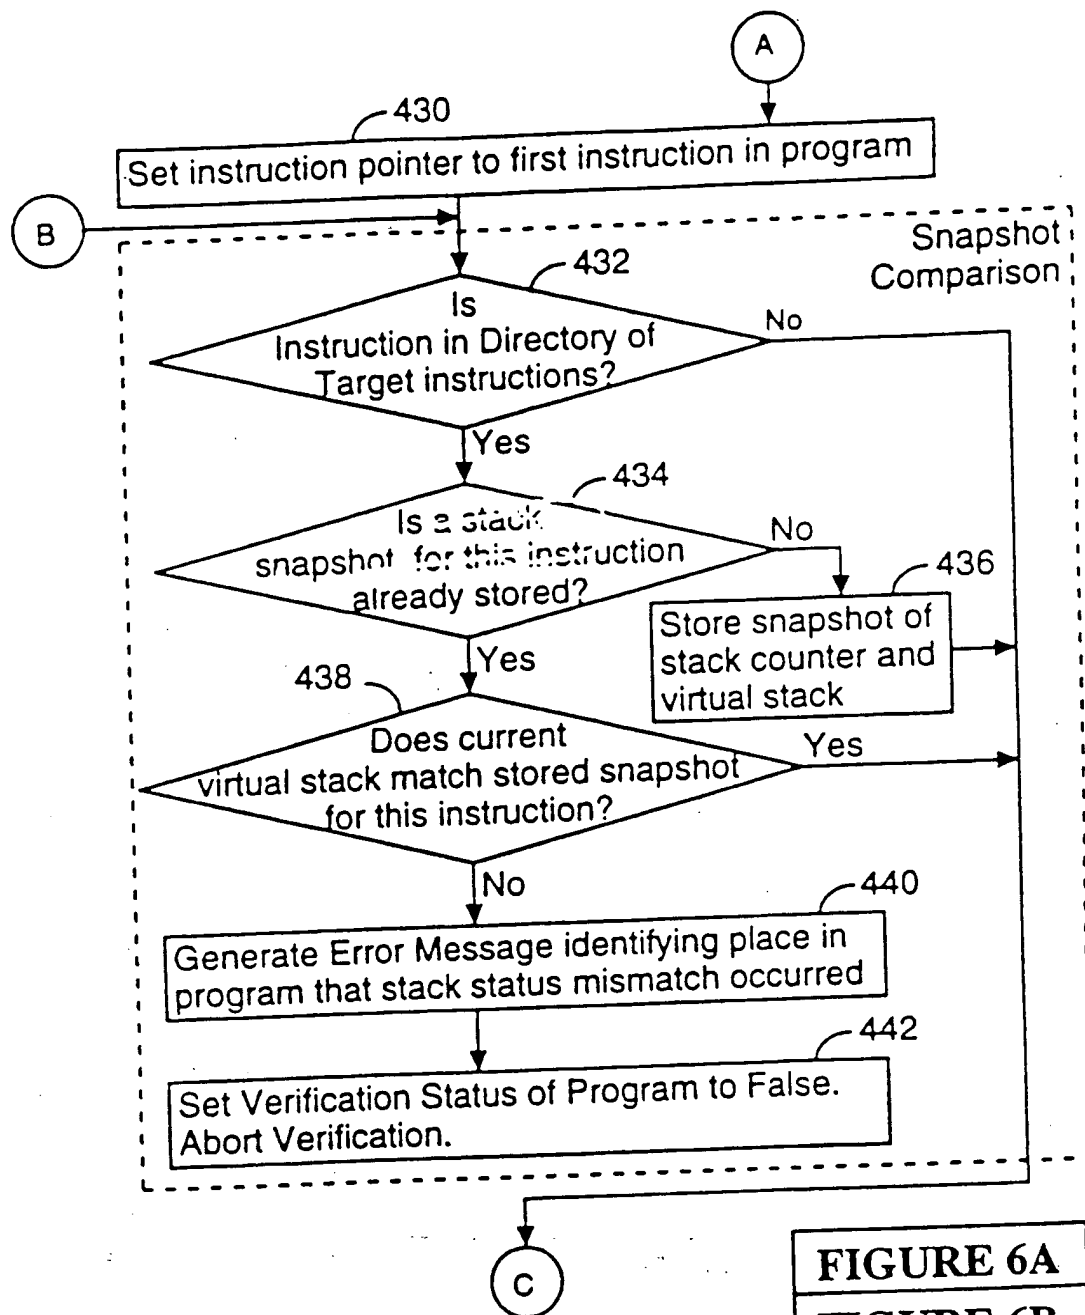 A
430
Set instruction pointer to first instruction in program
B
Snapshot
Comparison
432
Is
Instruction in Directory of
Target instructions?
No
Yes
434
Is a stack
snapshot for this instruction
already stored?
No
436
Store snapshot of
stack counter and
virtual stack
Yes
438
Does current
virtual stack match stored snapshot
for this instruction?
Yes
No
440
Generate Error Message identifying place in
program that stack status mismatch occurred
442
Set Verification Status of Program to False.
Abort Verification.
C
FIGURE 6A
FIGURE 6B